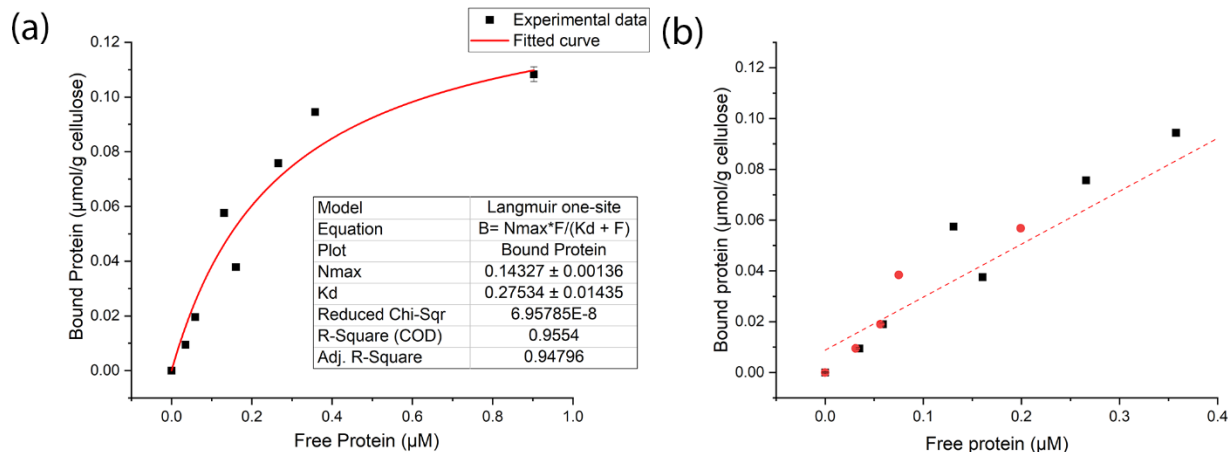 (a)
Experimental data
Fitted curve
Bound Protein (µmol/g cellulose)
0.12
0.10
0.08
0.06
0.04
0.02
0.00
0.0 0.2 0.4 0.6 0.8 1.0
Free Protein (µM)
Model Langmuir one-site
Equation B= Nmax*F/(Kd + F)
Plot Bound Protein
Nmax 0.14327 ± 0.00136
Kd 0.27534 ± 0.01435
Reduced Chi-Sqr 6.95785E-8
R-Square (COD) 0.9554
Adj. R-Square 0.94796
(b)
Bound protein (µmol/g cellulose)
0.12
0.10
0.08
0.06
0.04
0.02
0.00
0.0 0.1 0.2 0.3 0.4
Free protein (µM)